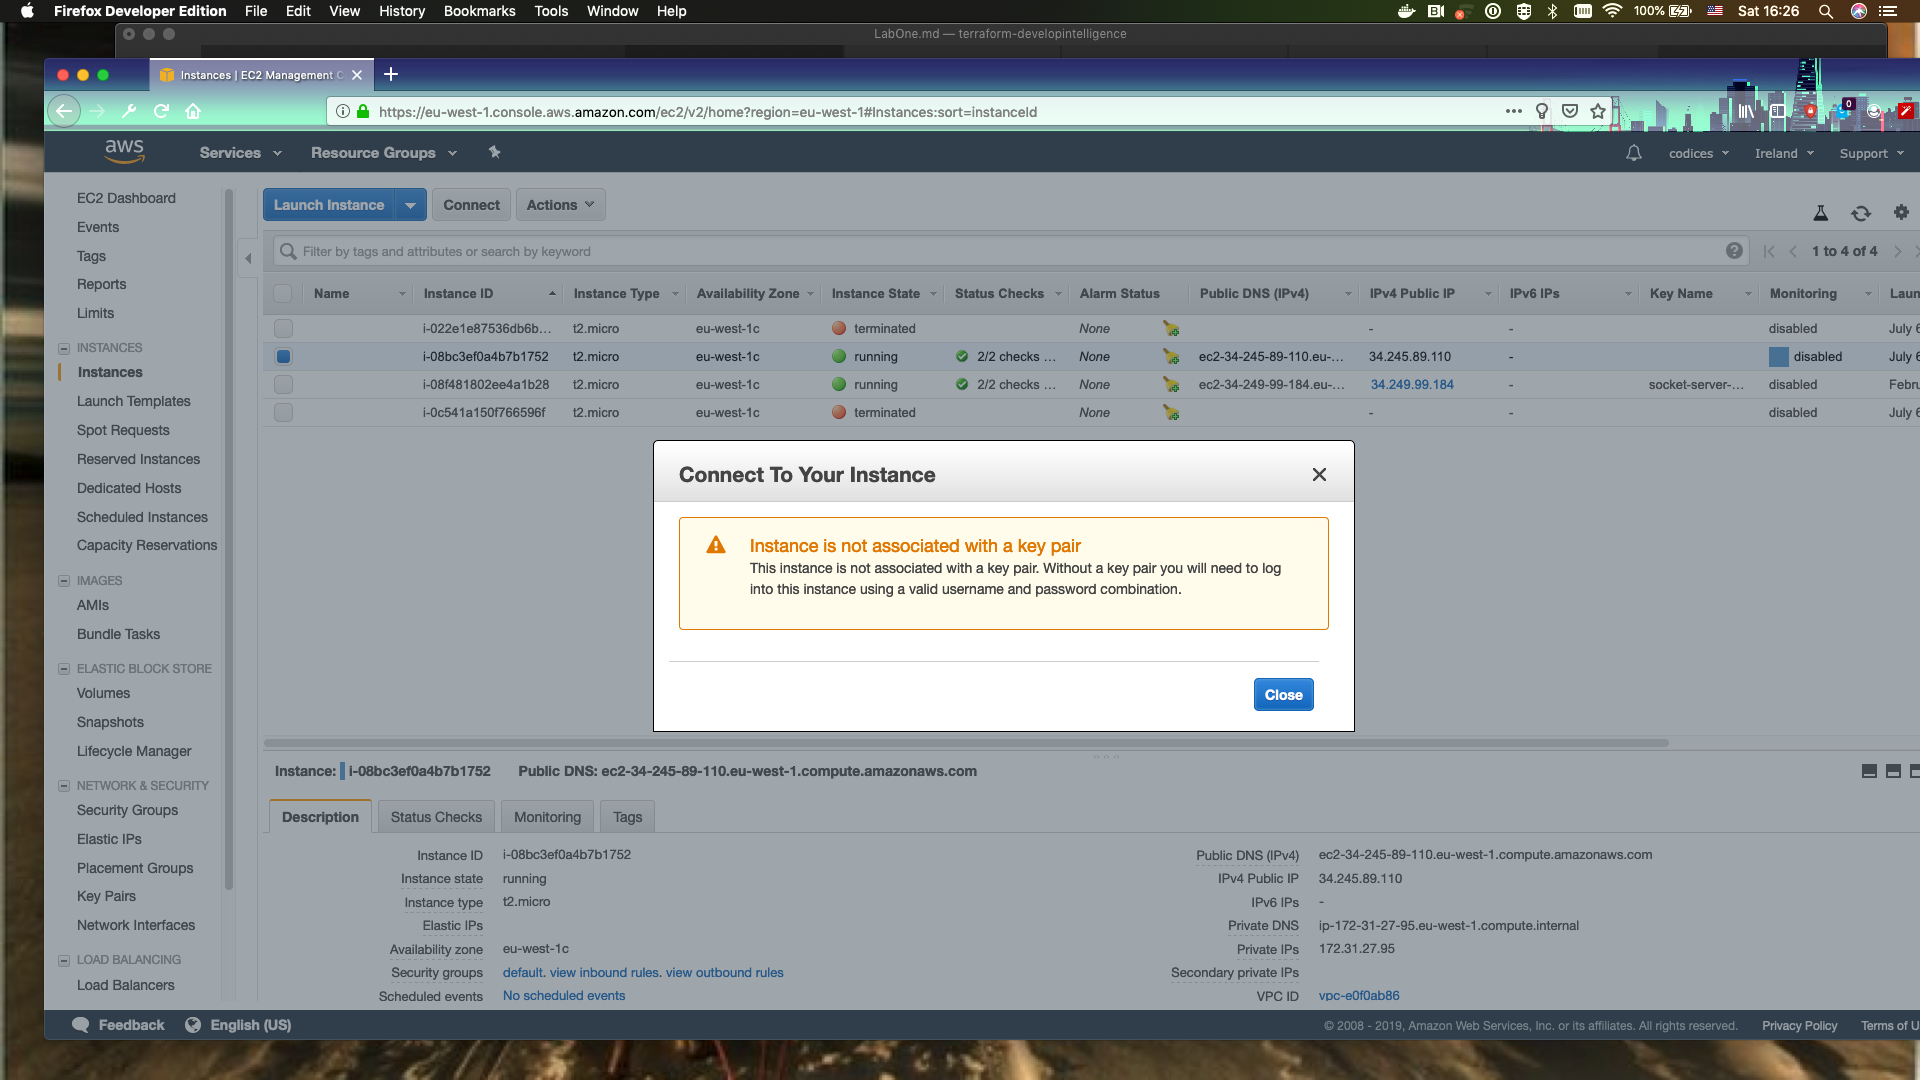 Firefox Developer Edition File Edit View History Bookmarks Tools Window Help 100% Sat 16:26
LabOne.md — terraform-developintelligence
Instances | EC2 Management C
https://eu-west-1.console.aws.amazon.com/ec2/v2/home?region=eu-west-1#Instances:sort=instanceId
0
aws Services Resource Groups codices Ireland Support
EC2 Dashboard
Events
Tags
Reports
Limits
INSTANCES
Instances
Launch Templates
Spot Requests
Reserved Instances
Dedicated Hosts
Scheduled Instances
Capacity Reservations
IMAGES
AMIs
Bundle Tasks
ELASTIC BLOCK STORE
Volumes
Snapshots
Lifecycle Manager
NETWORK & SECURITY
Security Groups
Elastic IPs
Placement Groups
Key Pairs
Network Interfaces
LOAD BALANCING
Load Balancers
Launch Instance Connect Actions
Filter by tags and attributes or search by keyword 1 to 4 of 4
Name Instance ID Instance Type Availability Zone Instance State Status Checks Alarm Status Public DNS (IPv4) IPv4 Public IP IPv6 IPs Key Name Monitoring Laun
i-022e1e87536db6b... t2.micro eu-west-1c terminated None - - disabled July 6
i-08bc3ef0a4b7b1752 t2.micro eu-west-1c running 2/2 checks ... None ec2-34-245-89-110.eu-... 34.245.89.110 - disabled July 6
i-08f481802ee4a1b28 t2.micro eu-west-1c running 2/2 checks ... None ec2-34-249-99-184.eu-... 34.249.99.184 - socket-server-... disabled Febru
i-0c541a150f766596f t2.micro eu-west-1c terminated None - - disabled July 6
Connect To Your Instance
Instance is not associated with a key pair
This instance is not associated with a key pair. Without a key pair you will need to log
into this instance using a valid username and password combination.
Close
Instance: i-08bc3ef0a4b7b1752 Public DNS: ec2-34-245-89-110.eu-west-1.compute.amazonaws.com
Description Status Checks Monitoring Tags
Instance ID i-08bc3ef0a4b7b1752 Public DNS (IPv4) ec2-34-245-89-110.eu-west-1.compute.amazonaws.com
Instance state running IPv4 Public IP 34.245.89.110
Instance type t2.micro IPv6 IPs -
Elastic IPs Private DNS ip-172-31-27-95.eu-west-1.compute.internal
Availability zone eu-west-1c Private IPs 172.31.27.95
Security groups default. view inbound rules. view outbound rules Secondary private IPs
Scheduled events No scheduled events VPC ID vpc-e0f0ab86
Feedback English (US) © 2008 - 2019, Amazon Web Services, Inc. or its affiliates. All rights reserved. Privacy Policy Terms of U